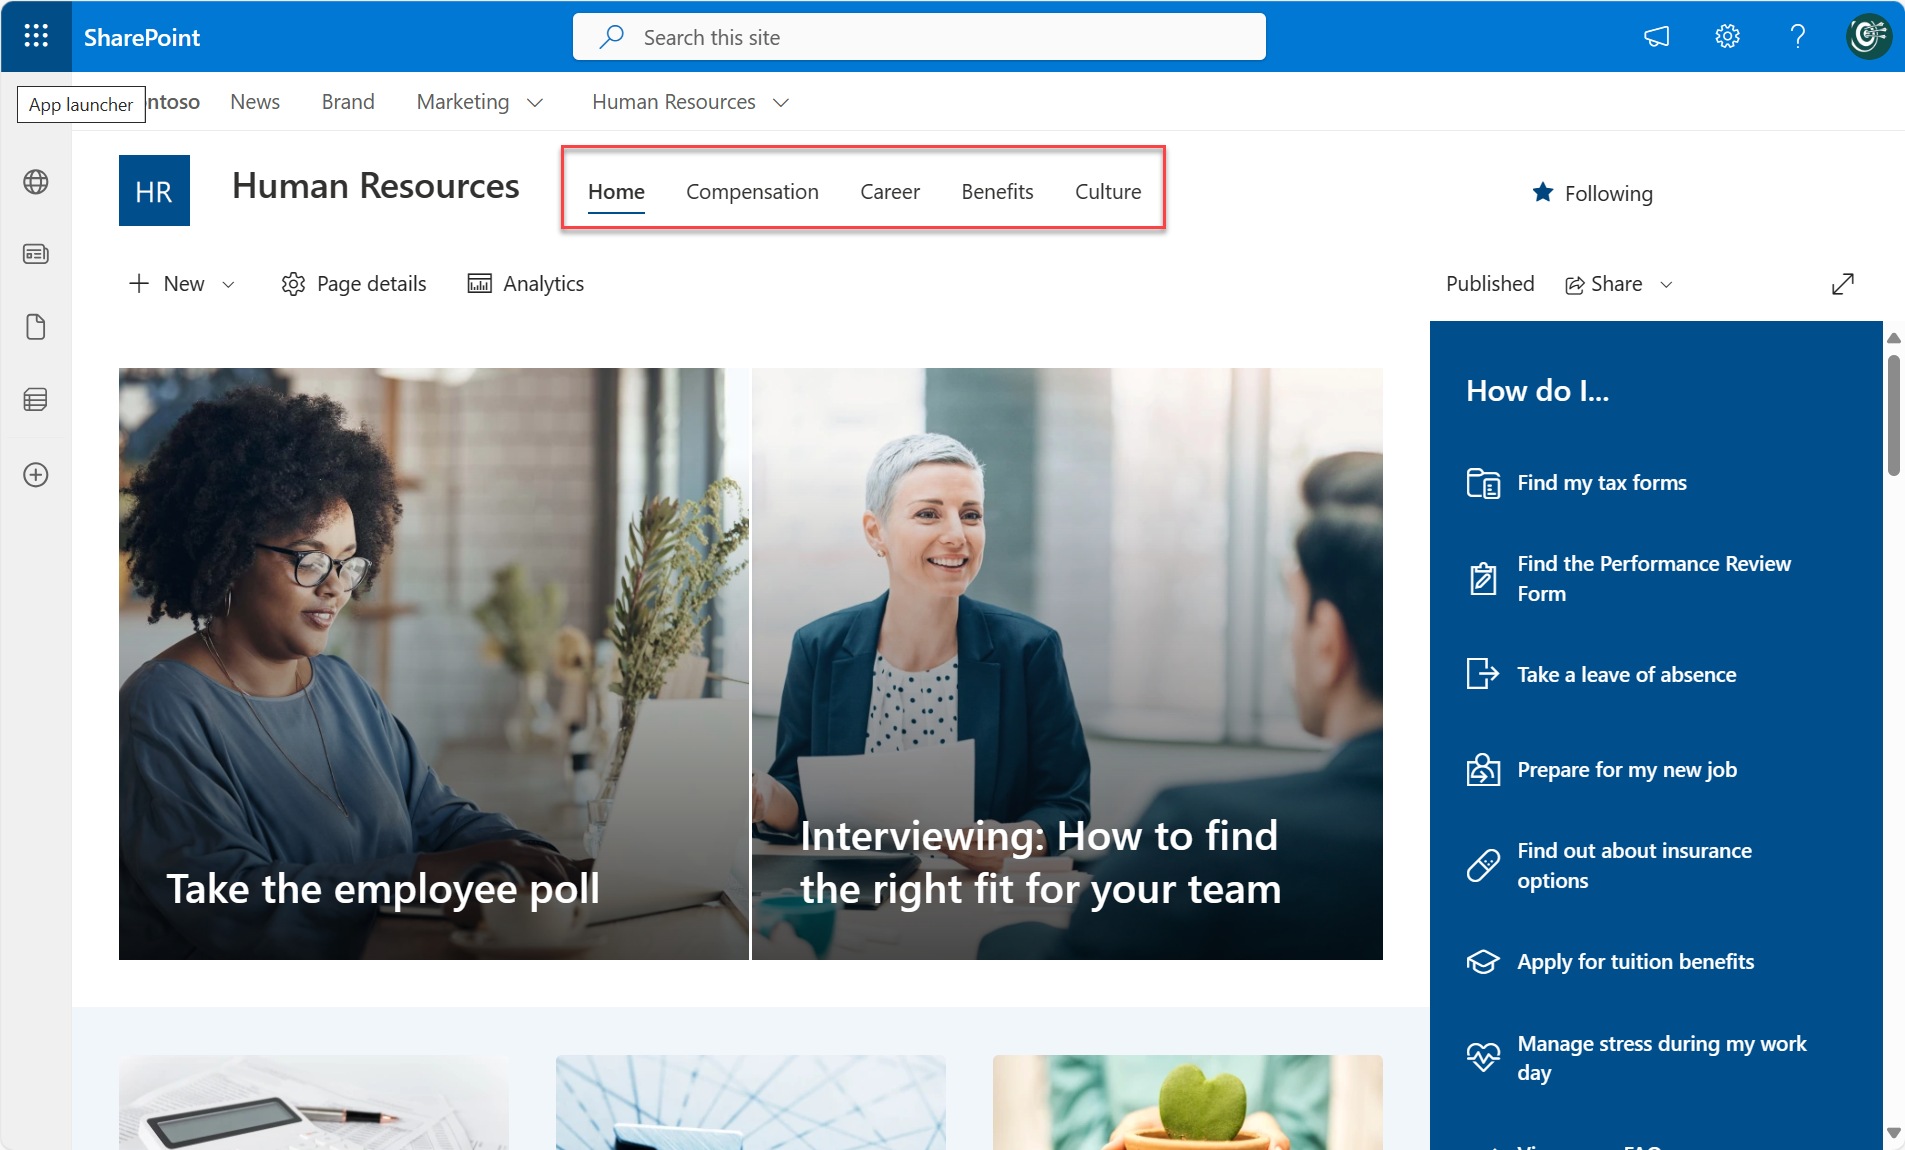 SharePoint
Search this site
App launcher
ntoso
News
Brand
Marketing
Human Resources
HR
Human Resources
Home
Compensation
Career
Benefits
Culture
Following
New
Page details
Analytics
Published
Share
Take the employee poll
Interviewing: How to find
the right fit for your team
How do I...
Find my tax forms
Find the Performance Review
Form
Take a leave of absence
Prepare for my new job
Find out about insurance
options
Apply for tuition benefits
Manage stress during my work
day